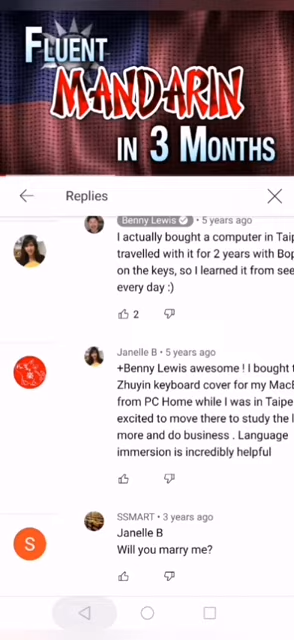 FLUENT
MANDARIN
IN 3 MONTHS
Replies
Benny Lewis • 5 years ago
I actually bought a computer in
travelled with it for 2 years with
on the keys, so I learned it from
every day :)
2
Janelle B • 5 years ago
+Benny Lewis awesome ! I bought
Zhuyin keyboard cover for my
from PC Home while I was in Taipe
excited to move there to study the
more and do business . Language
immersion is incredibly helpful
S
SSMART • 3 years ago
Janelle B
Will you marry me?